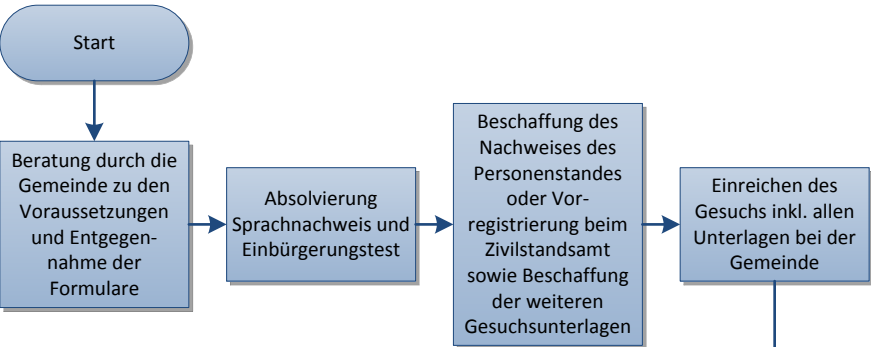 Start
Beratung durch die
Gemeinde zu den
Voraussetzungen
und Entgegen-
nahme der
Formulare
Absolvierung
Sprachnachweis und
Einbürgerungstest
Beschaffung des
Nachweises des
Personenstandes
oder Vor-
registrierung beim
Zivilstandsamt
sowie Beschaffung
der weiteren
Gesuchsunterlagen
Einreichen des
Gesuchs inkl. allen
Unterlagen bei der
Gemeinde